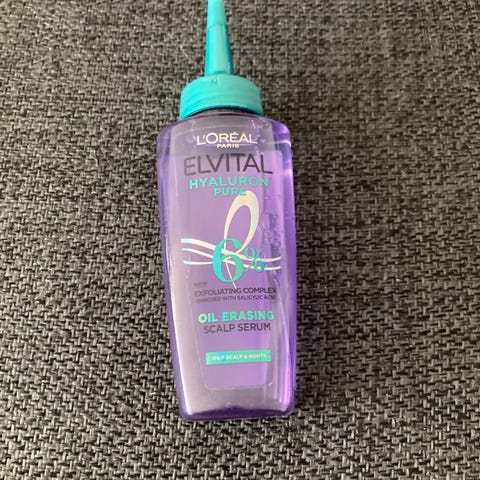 L'ORÉAL
PARIS
ELVITAL
HYALURON
PURE
6%
NEW
EXFOLIATING COMPLEX
ENRICHED WITH SALICYLIC ACID
OIL ERASING
SCALP SERUM
OILY SCALP & ROOTS